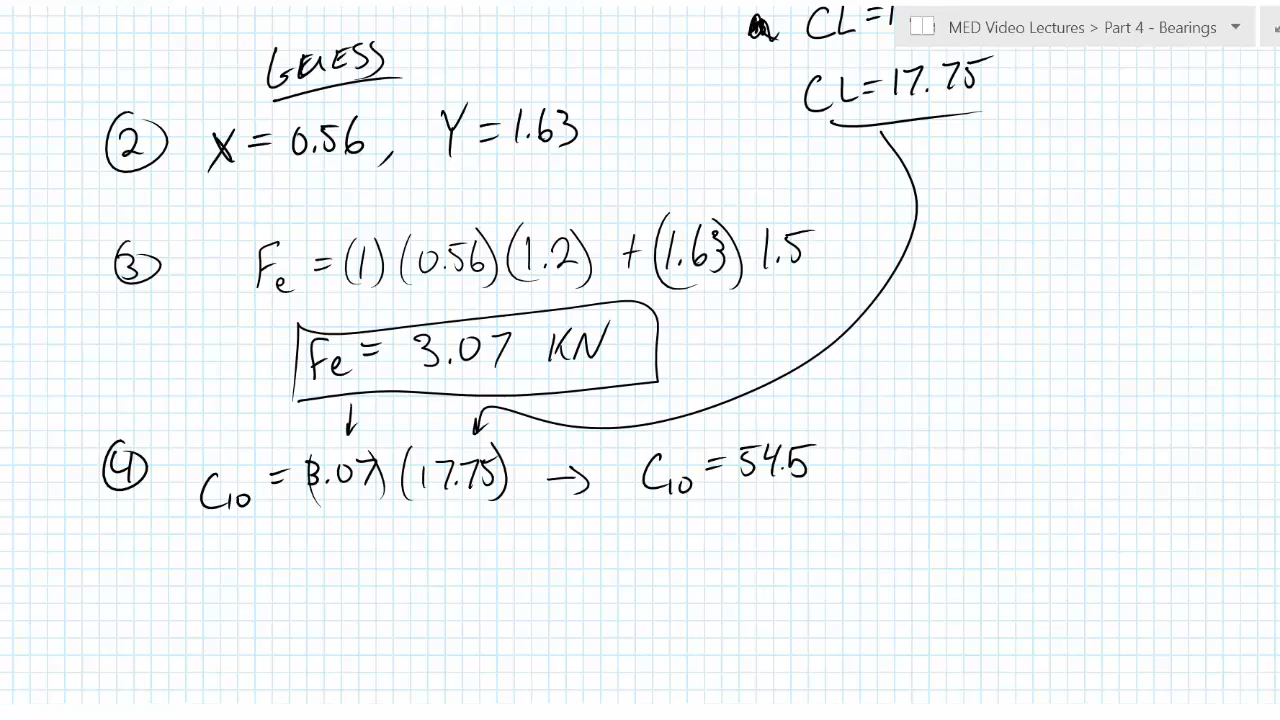 CL=1
MED Video Lectures > Part 4 - Bearings
GUESS
CL=17.75
② X = 0.56, Y = 1.63
③ Fe = (1)(0.56)(1.2) + (1.63) 1.5
Fe = 3.07 KN
④ C10 = (3.07)(17.75) → C10 = 54.5